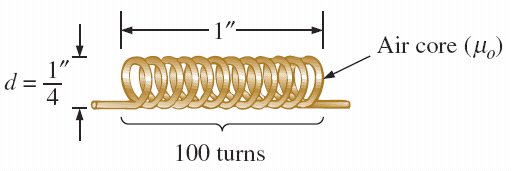 1″
Air core (μₒ)
d = 1″/4
100 turns